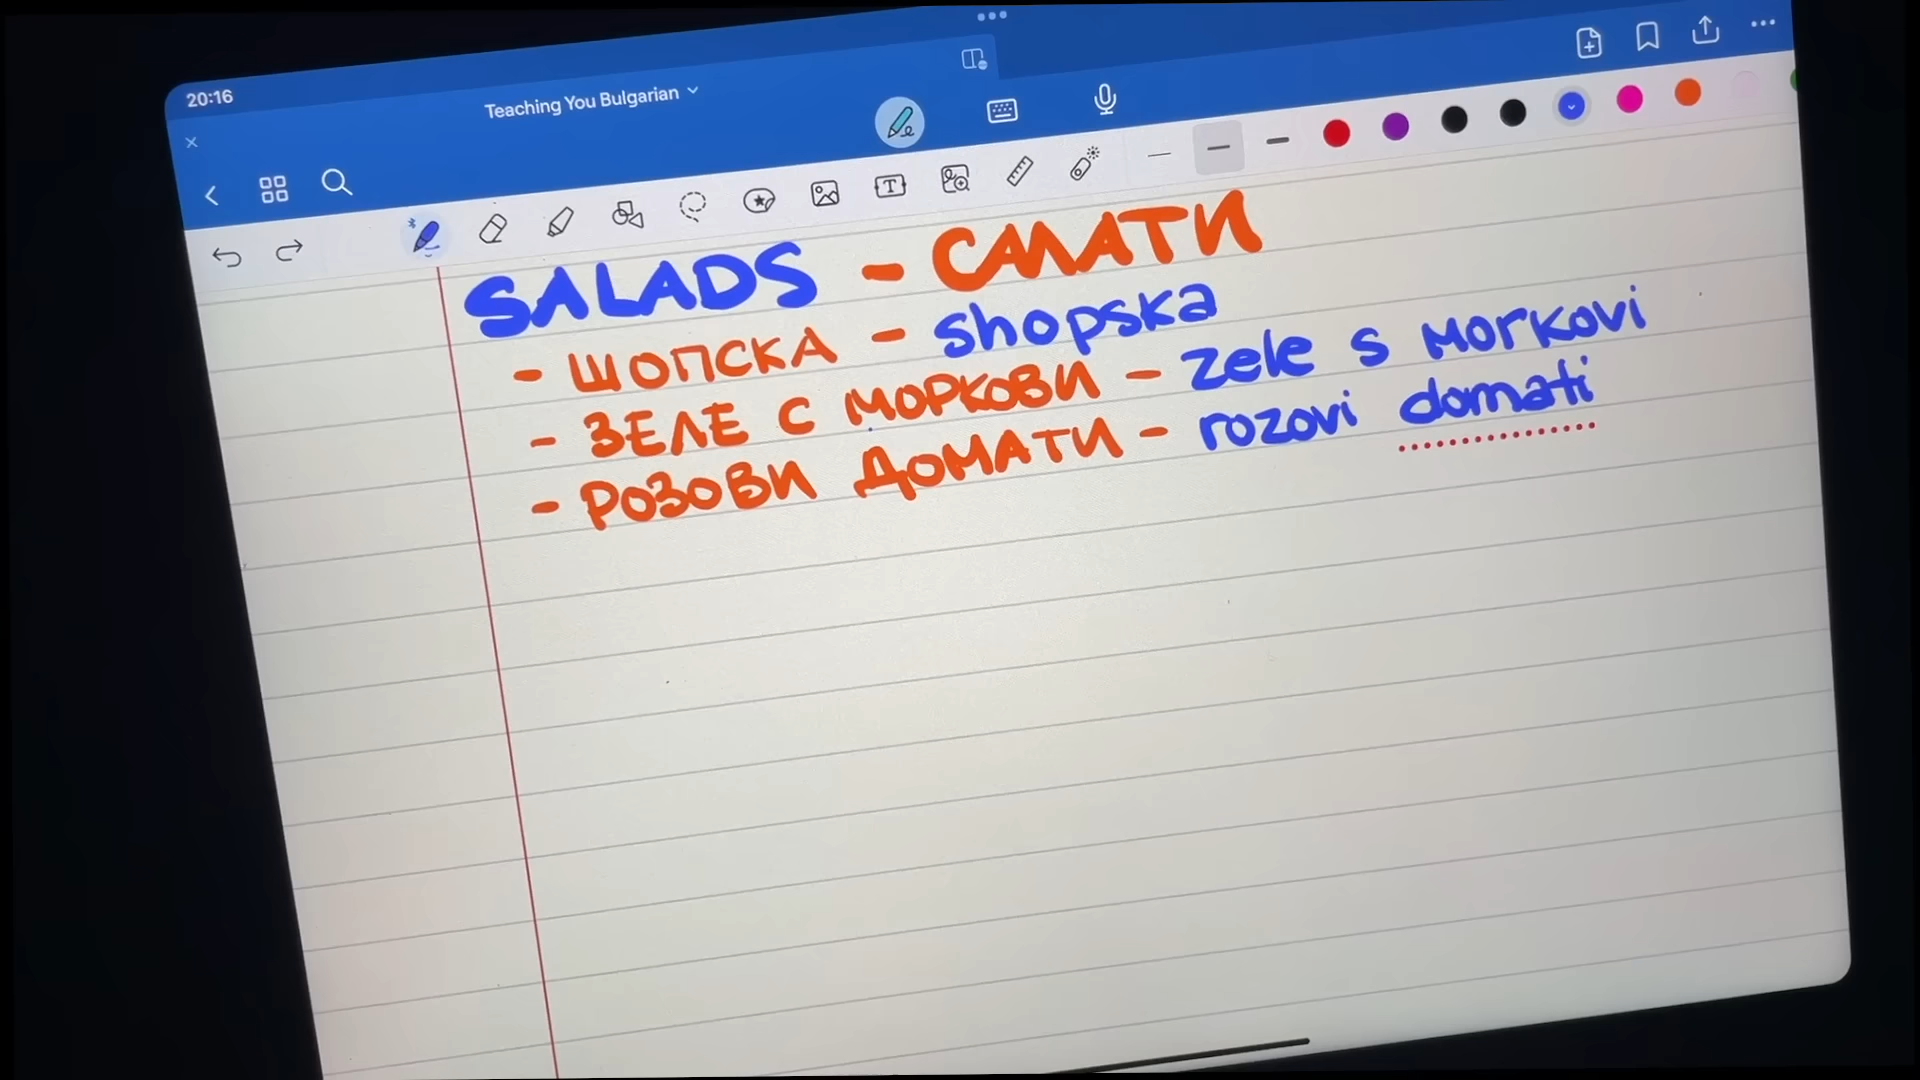 20:16
Teaching You Bulgarian
SALADS - САЛАТИ
- ШОПСКА - shopska
- ЗЕЛЕ С МОРКОВИ - zele s morkovi
- РОЗОВИ ДОМАТИ - rozovi domati